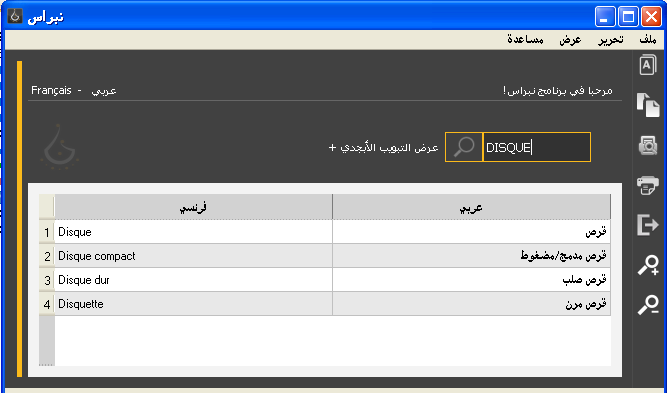 نبراس
ملف تحرير عرض مساعدة
مرحبا في برنامج نبراس!
عربي - Français
DISQUE
عرض التبويب الأبجدي +
عربي فرنسي
1 Disque قرص
2 Disque compact قرص مدمج/مضغوط
3 Disque dur قرص صلب
4 Disquette قرص مرن
A